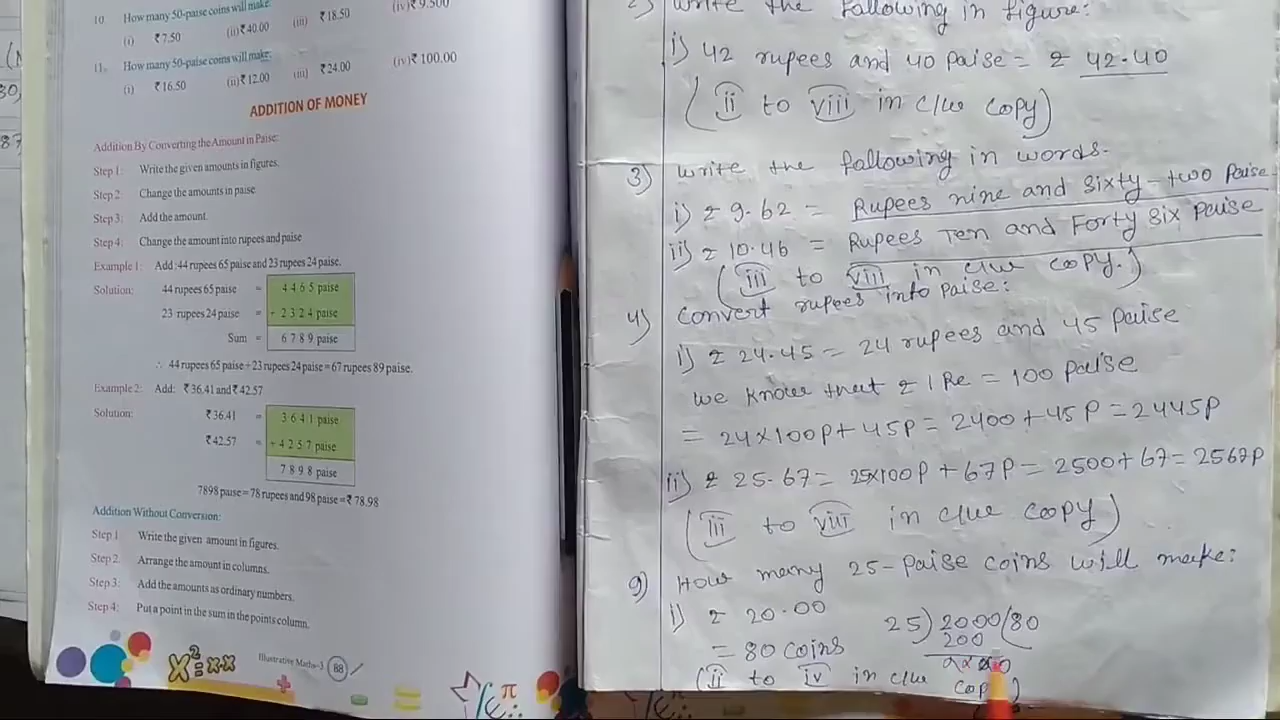 10. How many 50-paise coins will make:
(i) ₹7.50 (ii) ₹40.00 (iii) ₹18.50 (iv) ₹9.500
11. How many 50-paise coins will make:
(i) ₹16.50 (ii) ₹12.00 (iii) ₹24.00 (iv) ₹100.00
ADDITION OF MONEY
Addition By Converting the Amount in Paise:
Step 1: Write the given amounts in figures.
Step 2: Change the amounts in paise
Step 3: Add the amount.
Step 4: Change the amount into rupees and paise
Example 1: Add :44 rupees 65 paise and 23 rupees 24 paise.
Solution: 44 rupees 65 paise = 4 4 6 5 paise
23 rupees 24 paise = + 2 3 2 4 paise
Sum = 6 7 8 9 paise
∴ 44 rupees 65 paise + 23 rupees 24 paise = 67 rupees 89 paise.
Example 2: Add: ₹36.41 and ₹42.57
Solution: ₹36.41 = 3 6 4 1 paise
₹42.57 = + 4 2 5 7 paise
7 8 9 8 paise
7898 paise = 78 rupees and 98 paise = ₹78.98
Addition Without Conversion:
Step 1 Write the given amount in figures.
Step 2. Arrange the amount in columns.
Step 3: Add the amounts as ordinary numbers.
Step 4: Put a point in the sum in the points column.
Illustrative Maths-3 88
2) Write the following in figure:
i) 42 rupees and 40 Paise = ₹ 42.40
(ii to viii in c/w copy)
3) Write the following in words.
i) ₹ 9.62 = Rupees nine and Sixty-two Paise
ii) ₹ 10.46 = Rupees Ten and Forty Six paise
(iii to viii in c/w copy.)
4) Convert rupees into paise:
i) ₹ 24.45 = 24 rupees and 45 paise
we know that ₹ 1 Re = 100 paise
= 24×100P + 45P = 2400 + 45P = 2445P
ii) ₹ 25.67 = 25×100P + 67P = 2500 + 67 = 2567P
(iii to viii in c/w copy)
9) How many 25-Paise coins will make:
i) ₹ 20.00 25)2000(80
= 80 coins 200
(ii to iv in c/w copy)